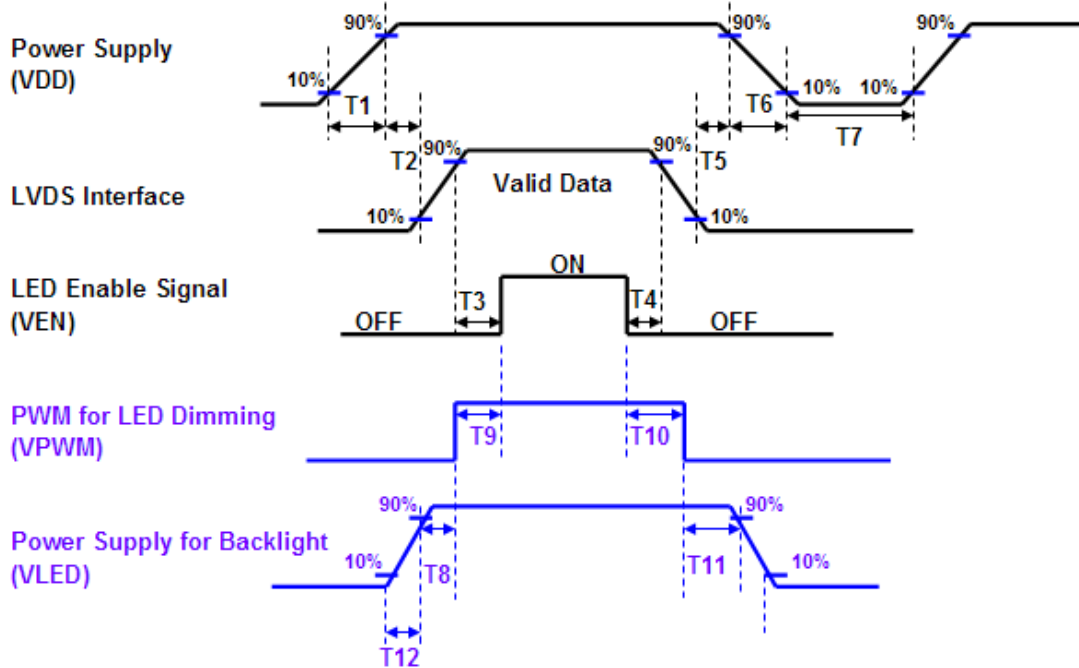 90% 90% 90%
Power Supply
(VDD)
10% 10% 10%
T1 T6
T2 90% 90% T5 T7
LVDS Interface
Valid Data
10% 10%
ON
LED Enable Signal
(VEN)
T3 T4
OFF OFF
PWM for LED Dimming
(VPWM)
T9 T10
90% 90%
Power Supply for Backlight
(VLED)
10% T8 T11 10%
T12